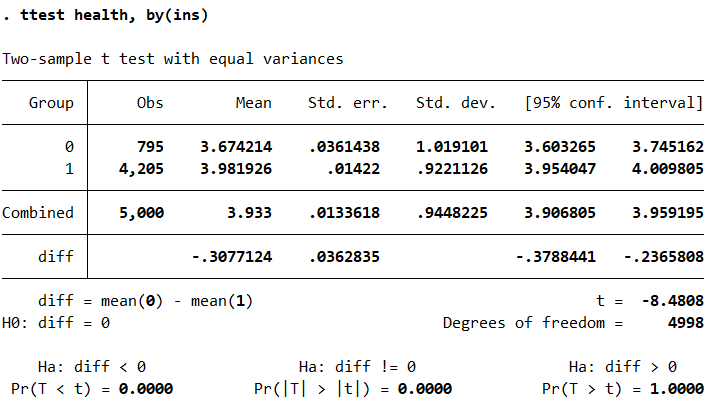 . ttest health, by(ins)
Two-sample t test with equal variances
Group Obs Mean Std. err. Std. dev. [95% conf. interval]
0 795 3.674214 .0361438 1.019101 3.603265 3.745162
1 4,205 3.981926 .01422 .9221126 3.954047 4.009805
Combined 5,000 3.933 .0133618 .9448225 3.906805 3.959195
diff -.3077124 .0362835 -.3788441 -.2365808
diff = mean(0) - mean(1) t = -8.4808
H0: diff = 0 Degrees of freedom = 4998
Ha: diff < 0 Ha: diff != 0 Ha: diff > 0
Pr(T < t) = 0.0000 Pr(|T| > |t|) = 0.0000 Pr(T > t) = 1.0000